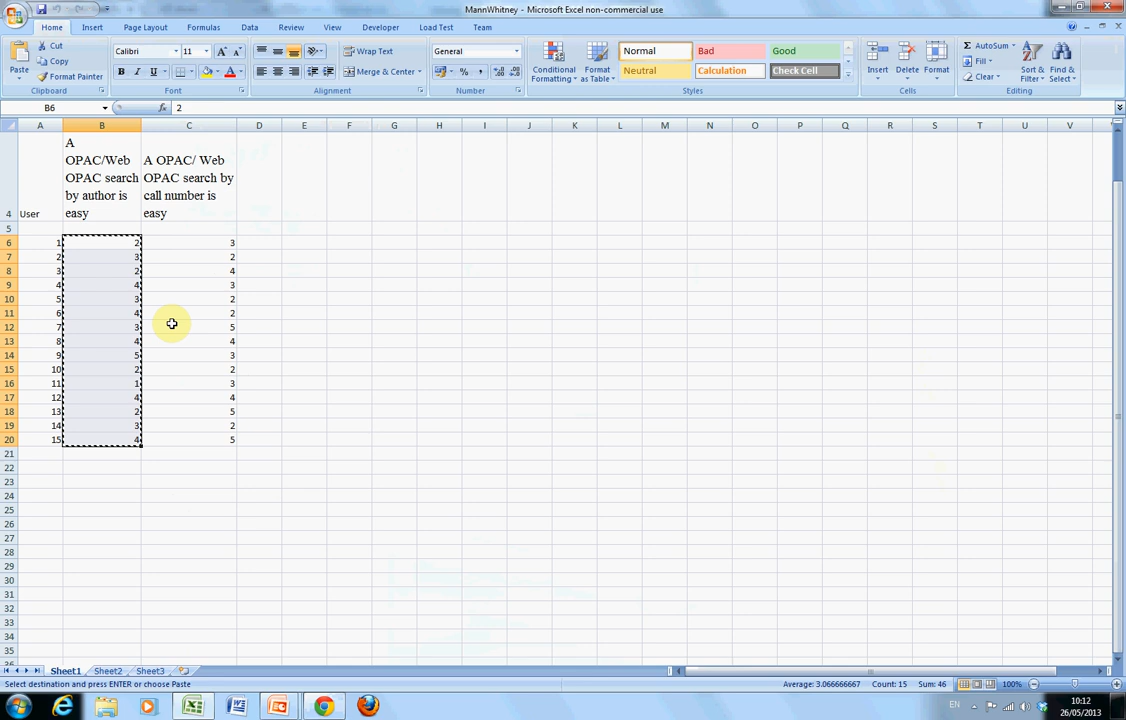 MannWhitney - Microsoft Excel non-commercial use
Home Insert Page Layout Formulas Data Review View Developer Load Test Team
Paste
Cut
Copy
Format Painter
Clipboard
Calibri 11
B I U A A A
Font
Wrap Text
Merge & Center
Alignment
General
% , .0 .00 .00 .0
Number
Conditional Formatting
Format as Table
Normal Bad Good
Neutral Calculation Check Cell
Styles
Insert Delete Format
Cells
Σ AutoSum
Fill
Clear
Sort & Filter
Find & Select
Editing
B6 fx 2
A B C D E F G H I J K L M N O P Q R S T U V
A
OPAC/Web A OPAC/ Web
OPAC search OPAC search by
by author is call number is
4 User easy easy
5
6 1 2 3
7 2 3 2
8 3 2 4
9 4 4 3
10 5 3 2
11 6 4 2
12 7 3 5
13 8 4 4
14 9 5 3
15 10 2 2
16 11 1 3
17 12 4 4
18 13 2 5
19 14 3 2
20 15 4 5
21
22
23
24
25
26
27
28
29
30
31
32
33
34
35
36
Sheet1 Sheet2 Sheet3
Select destination and press ENTER or choose Paste Average: 3.066666667 Count: 15 Sum: 46 100%
EN 10:12
26/05/2013